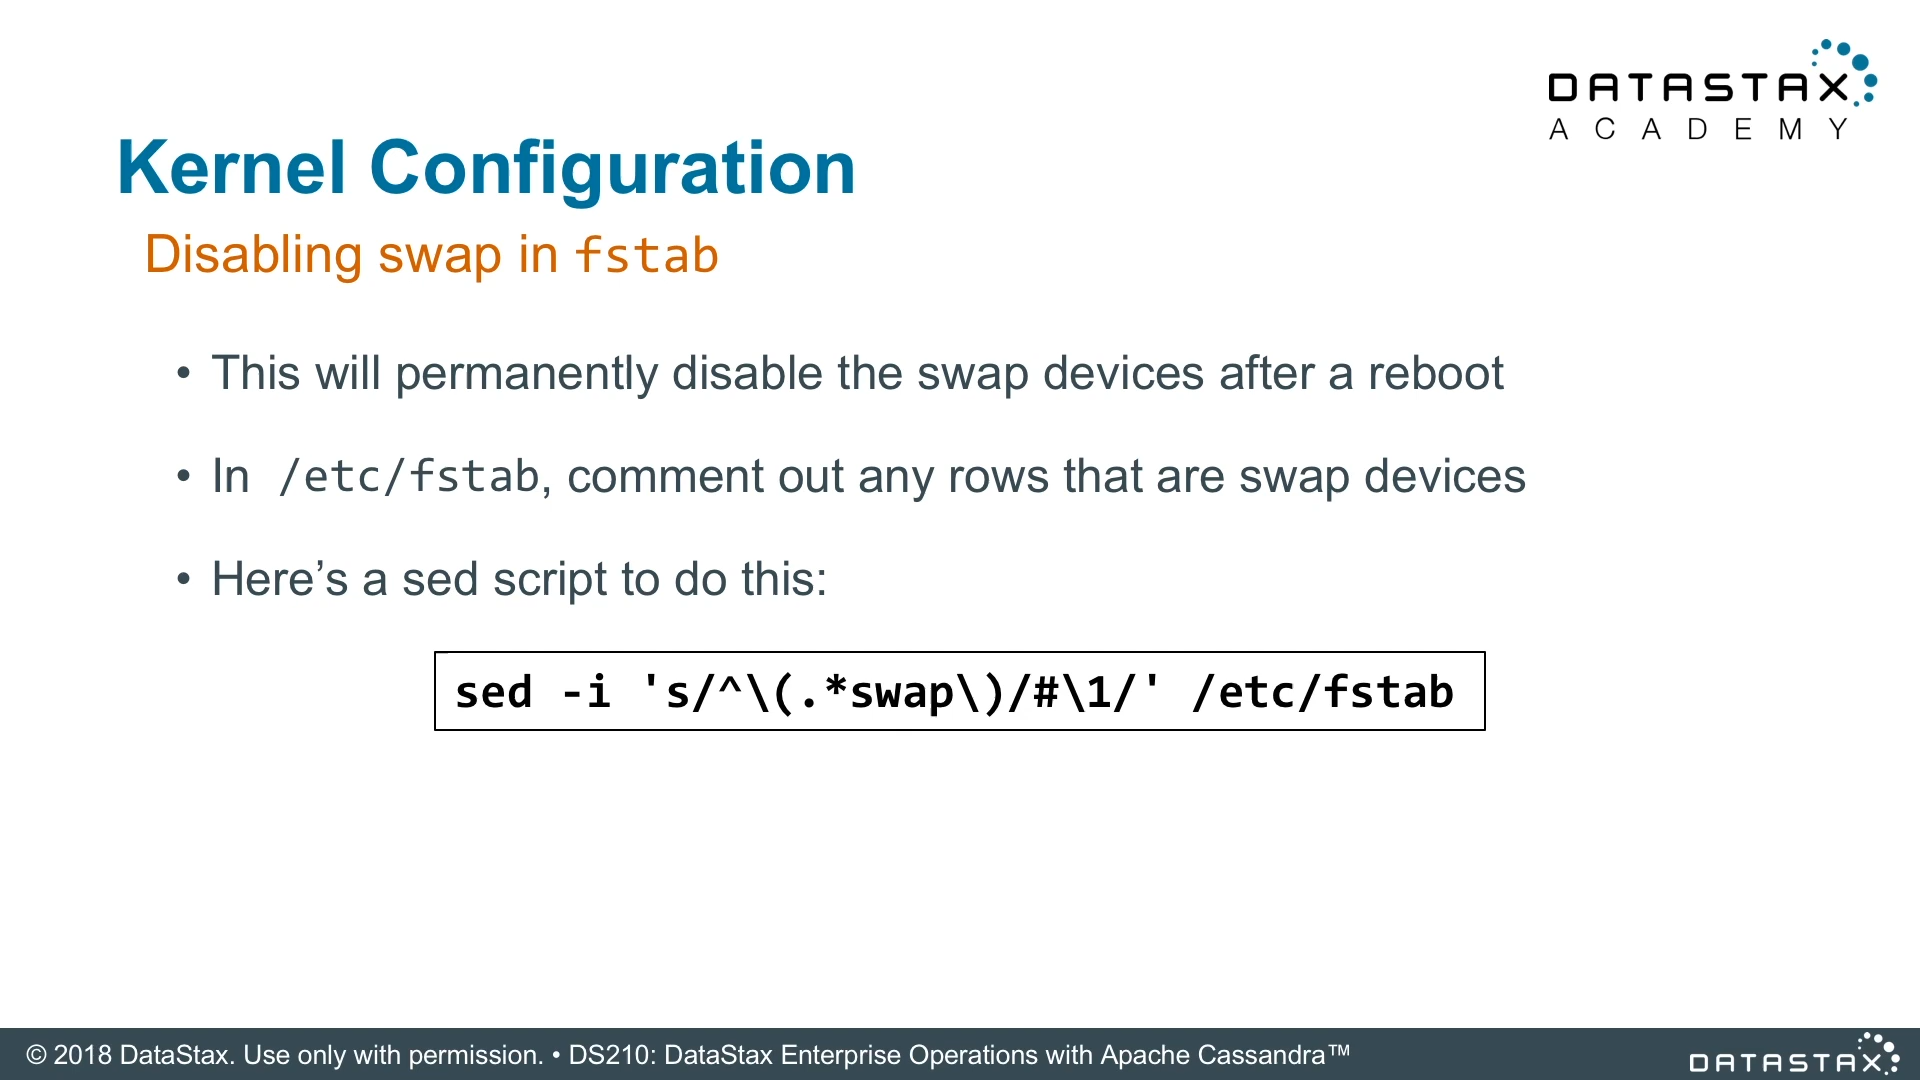 DATASTAX
ACADEMY
Kernel Configuration
Disabling swap in fstab
• This will permanently disable the swap devices after a reboot
• In /etc/fstab, comment out any rows that are swap devices
• Here’s a sed script to do this:
sed -i 's/^\(.*swap\)/#\1/' /etc/fstab
© 2018 DataStax. Use only with permission. • DS210: DataStax Enterprise Operations with Apache Cassandra™
DATASTAX